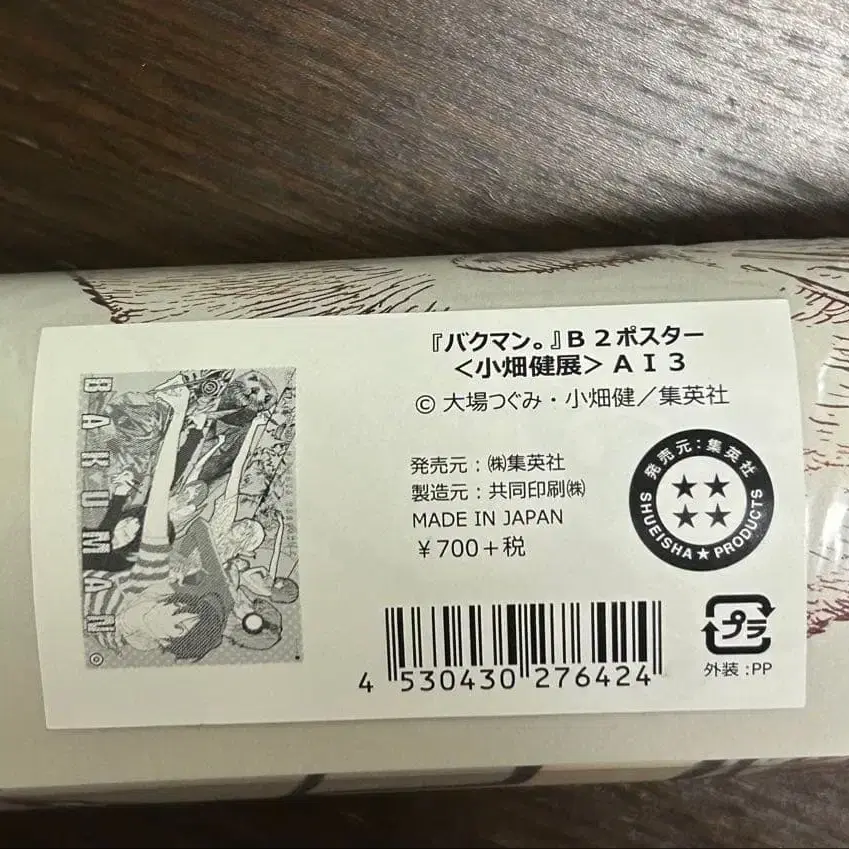 『バクマン。』B2ポスター
<小畑健展>AI3
© 大場つぐみ・小畑健/集英社
発売元:㈱集英社
製造元:共同印刷㈱
MADE IN JAPAN
¥700+税
発売元:集英社
SHUEISHA★PRODUCTS
BAKUMAN
4 530430 276424
プラ
外装:PP